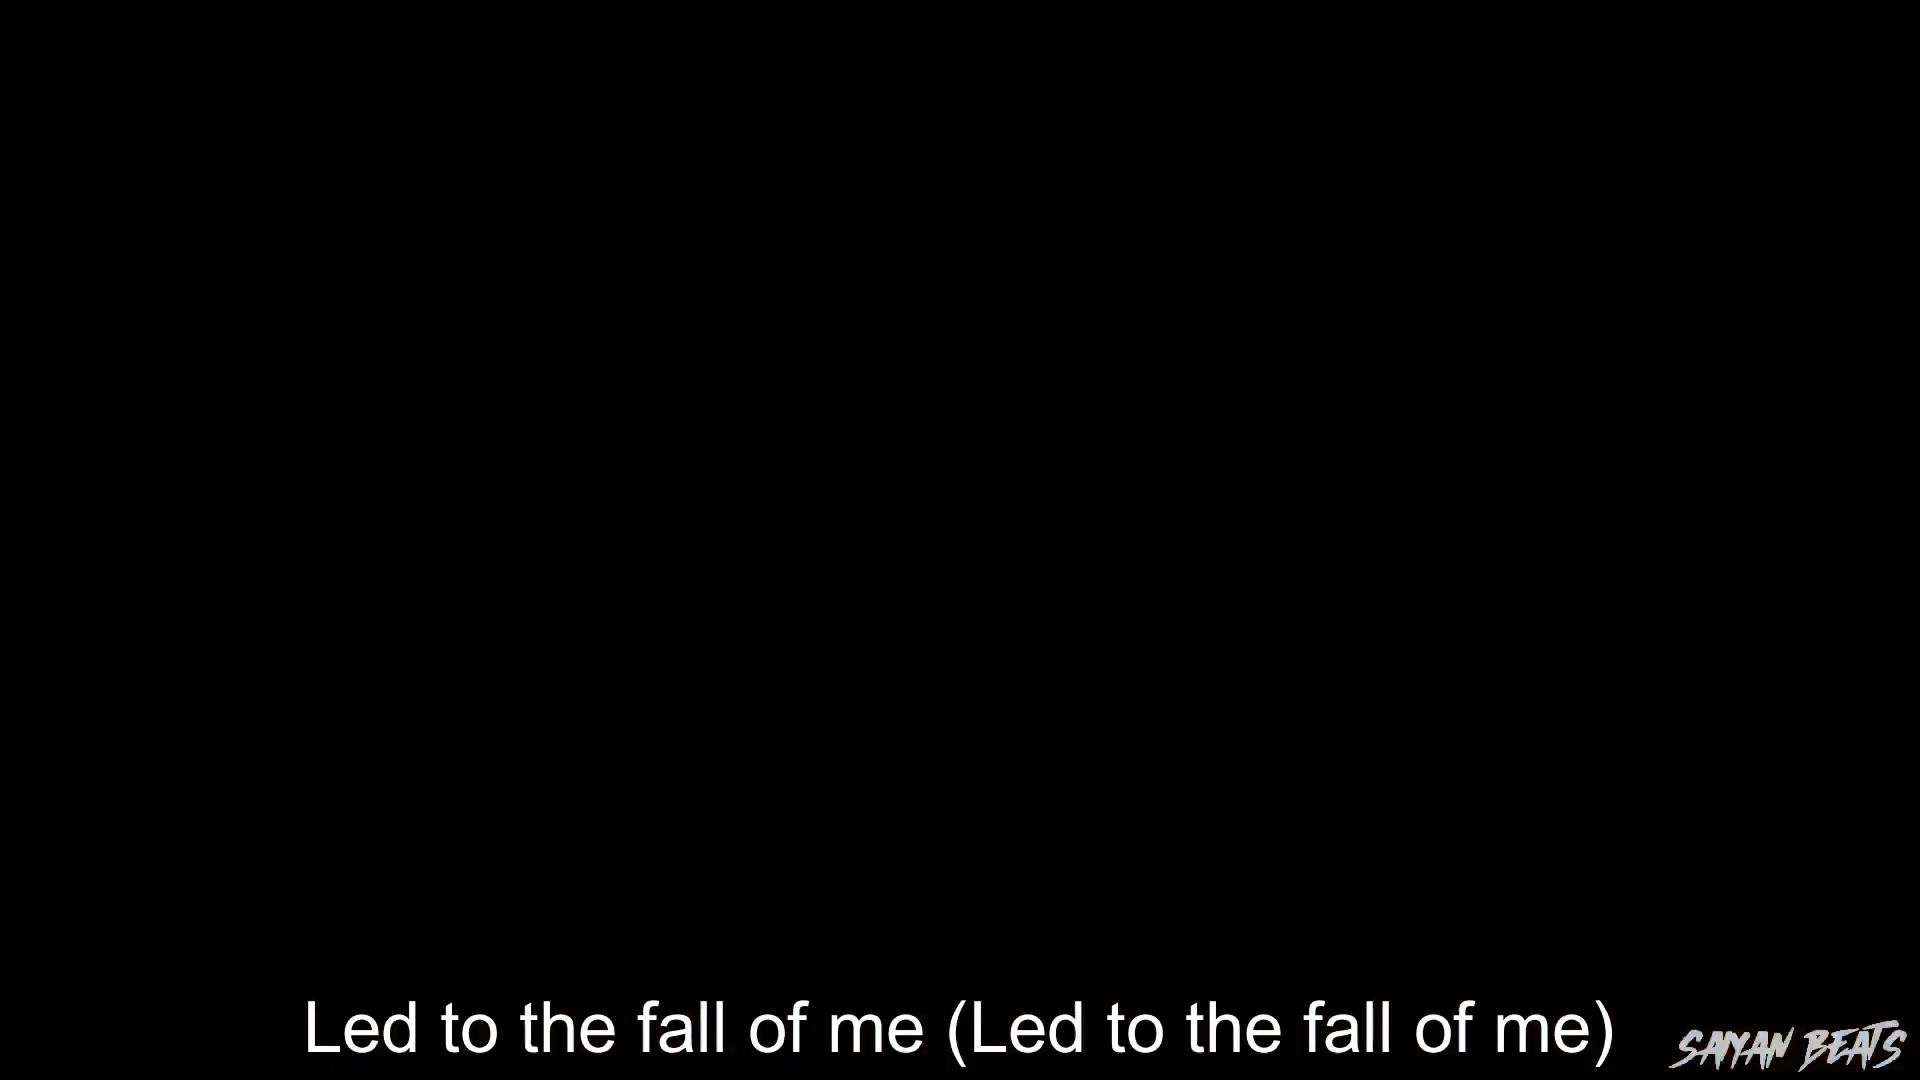 Led to the fall of me (Led to the fall of me)
SAIYAN BEATS